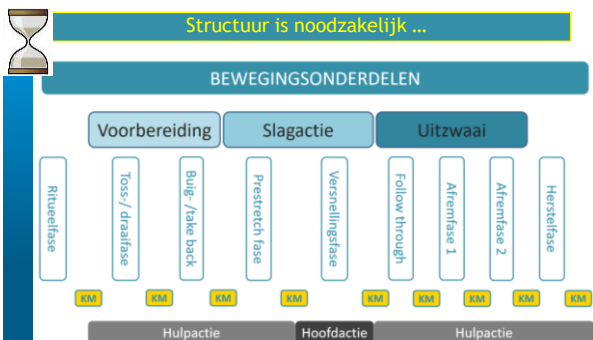 Structuur is noodzakelijk ...
BEWEGINGSONDERDELEN
Voorbereiding Slagactie Uitzwaai
Ritueelfase
Toss-/ draaifase
Buig- /take back
Prestretch fase
Versnellingsfase
Follow through
Afremfase 1
Afremfase 2
Herstelfase
KM KM KM KM KM KM KM KM KM
Hulpactie Hoofdactie Hulpactie